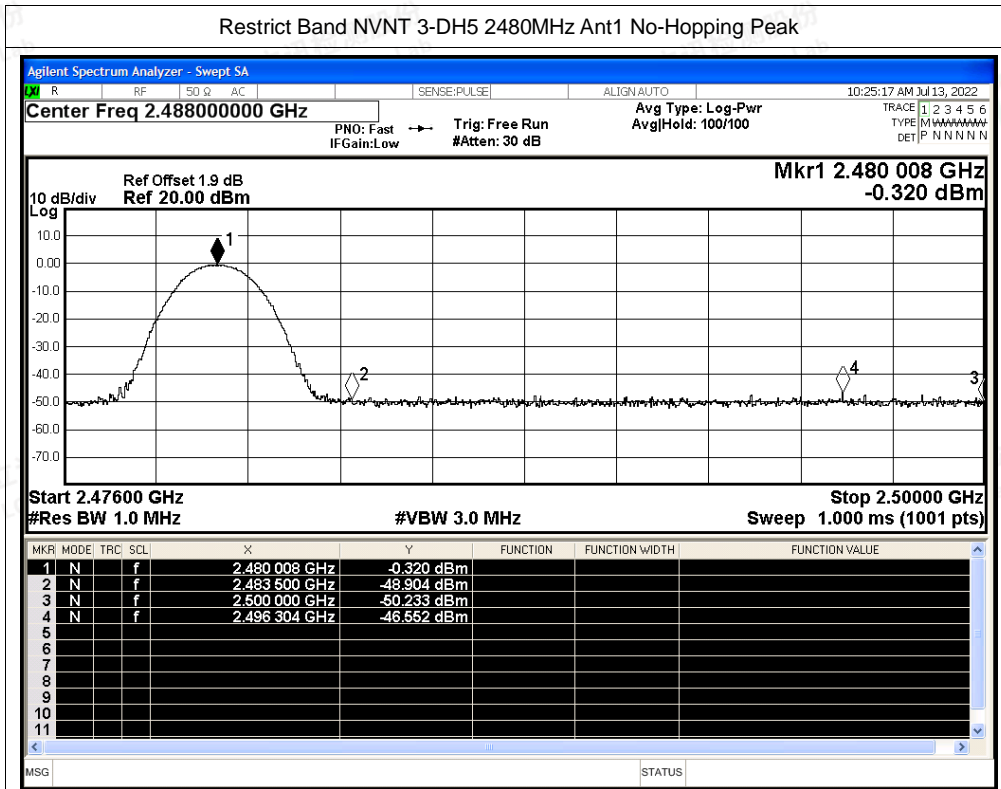 Restrict Band NVNT 3-DH5 2480MHz Ant1 No-Hopping Peak
Agilent Spectrum Analyzer - Swept SA
LXI R RF 50 Ω AC SENSE:PULSE ALIGN AUTO 10:25:17 AM Jul 13, 2022
Center Freq 2.488000000 GHz
PNO: Fast
IFGain:Low
Trig: Free Run
#Atten: 30 dB
Avg Type: Log-Pwr
Avg|Hold: 100/100
TRACE 1 2 3 4 5 6
TYPE M
DET P N N N N N
Mkr1 2.480 008 GHz
-0.320 dBm
Ref Offset 1.9 dB
10 dB/div Ref 20.00 dBm
Log
10.0
0.00
-10.0
-20.0
-30.0
-40.0
-50.0
-60.0
-70.0
1
2
4
3
Start 2.47600 GHz Stop 2.50000 GHz
#Res BW 1.0 MHz #VBW 3.0 MHz Sweep 1.000 ms (1001 pts)
MKR MODE TRC SCL X Y FUNCTION FUNCTION WIDTH FUNCTION VALUE
1 N f 2.480 008 GHz -0.320 dBm
2 N f 2.483 500 GHz -48.904 dBm
3 N f 2.500 000 GHz -50.233 dBm
4 N f 2.496 304 GHz -46.552 dBm
5
6
7
8
9
10
11
MSG STATUS